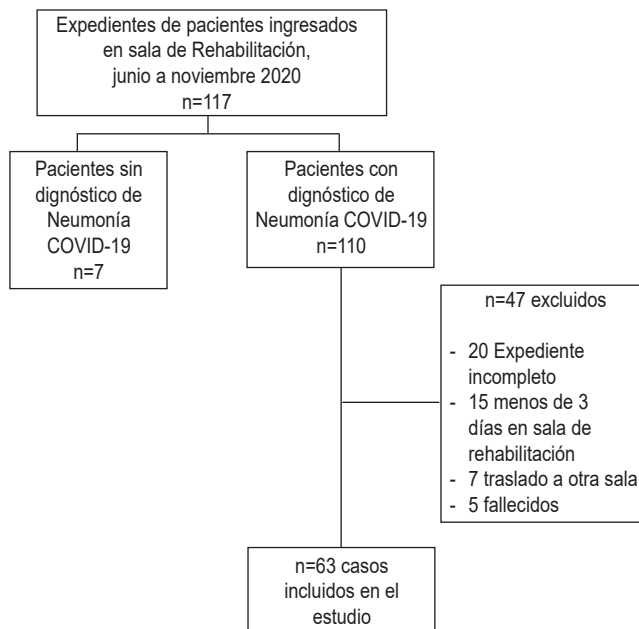 Expedientes de pacientes ingresados
en sala de Rehabilitación,
junio a noviembre 2020
n=117
Pacientes sin
dignóstico de
Neumonía
COVID-19
n=7
Pacientes con
dignóstico de
Neumonía COVID-19
n=110
n=47 excluidos
- 20 Expediente
incompleto
- 15 menos de 3
días en sala de
rehabilitación
- 7 traslado a otra sala
- 5 fallecidos
n=63 casos
incluidos en el
estudio